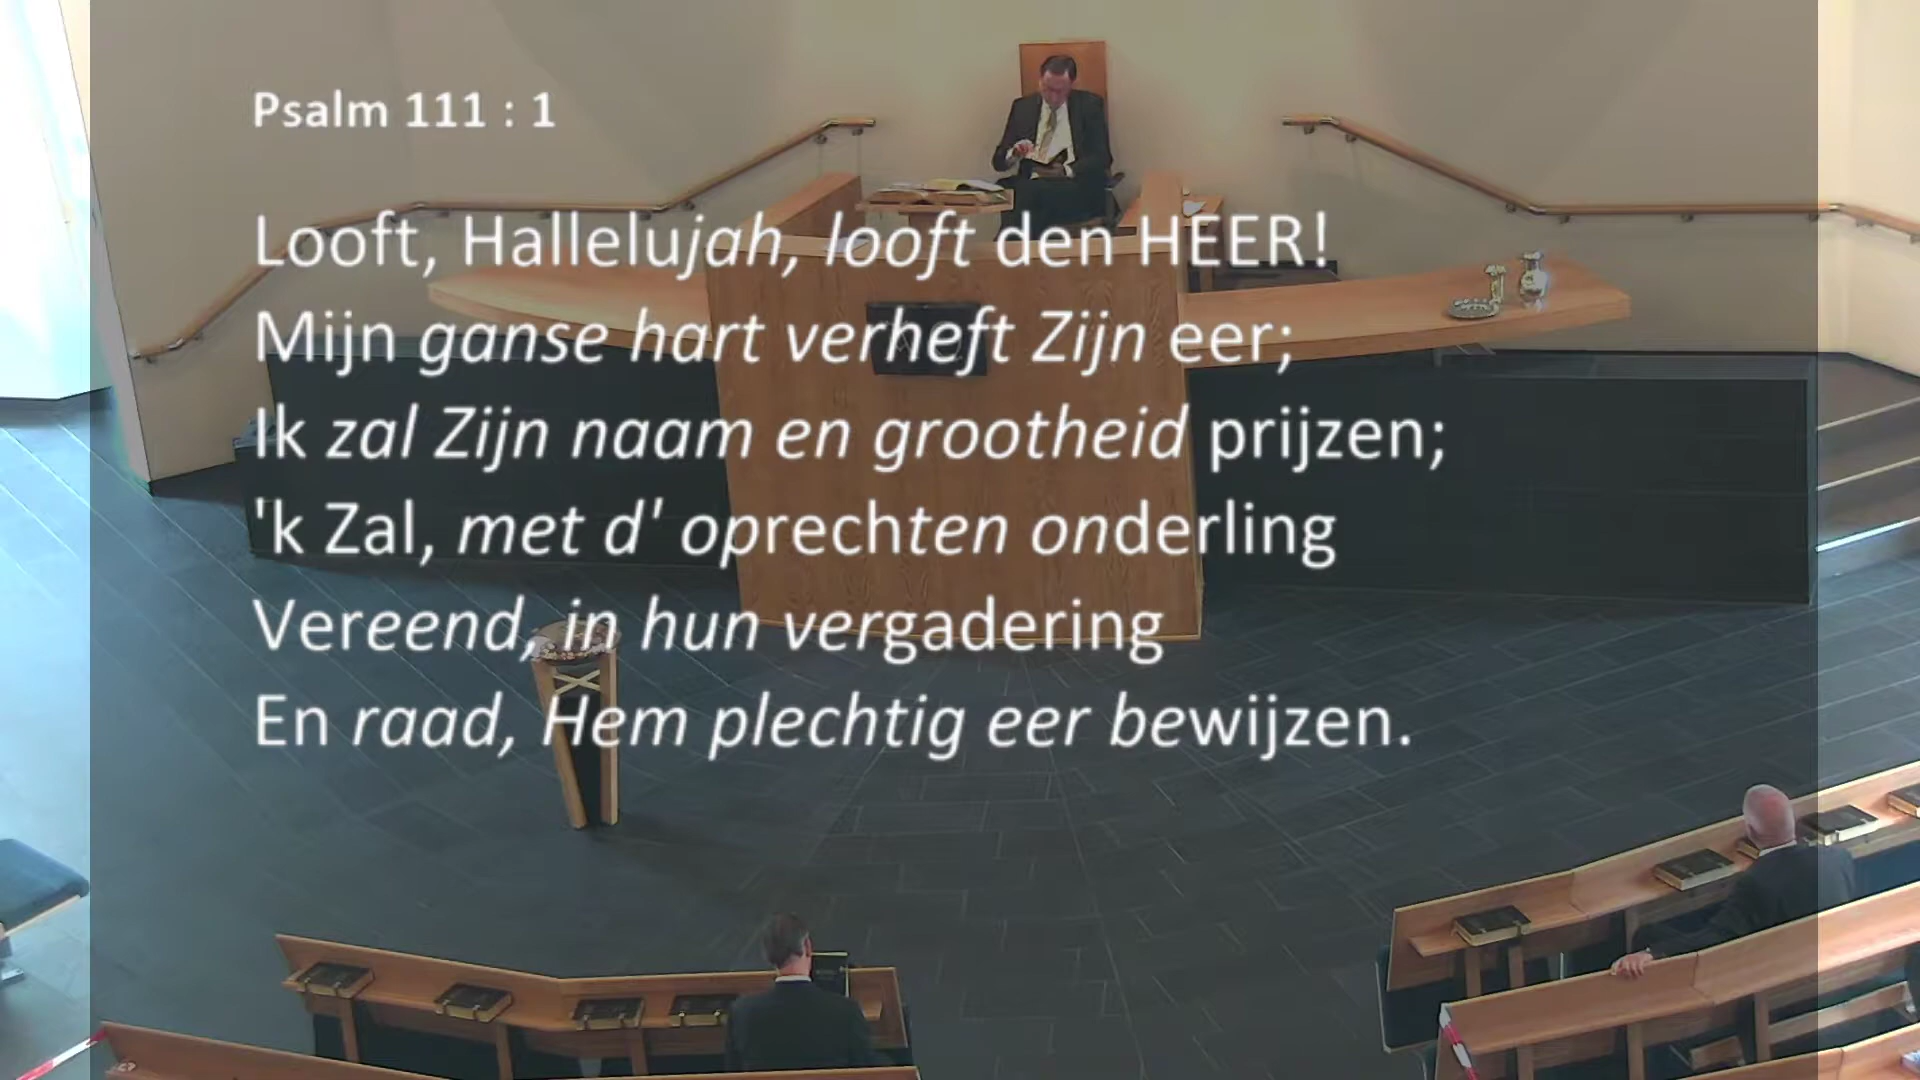 Psalm 111 : 1
Looft, Hallelujah, looft den HEER!
Mijn ganse hart verheft Zijn eer;
Ik zal Zijn naam en grootheid prijzen;
'k Zal, met d' oprechten onderling
Vereend, in hun vergadering
En raad, Hem plechtig eer bewijzen.